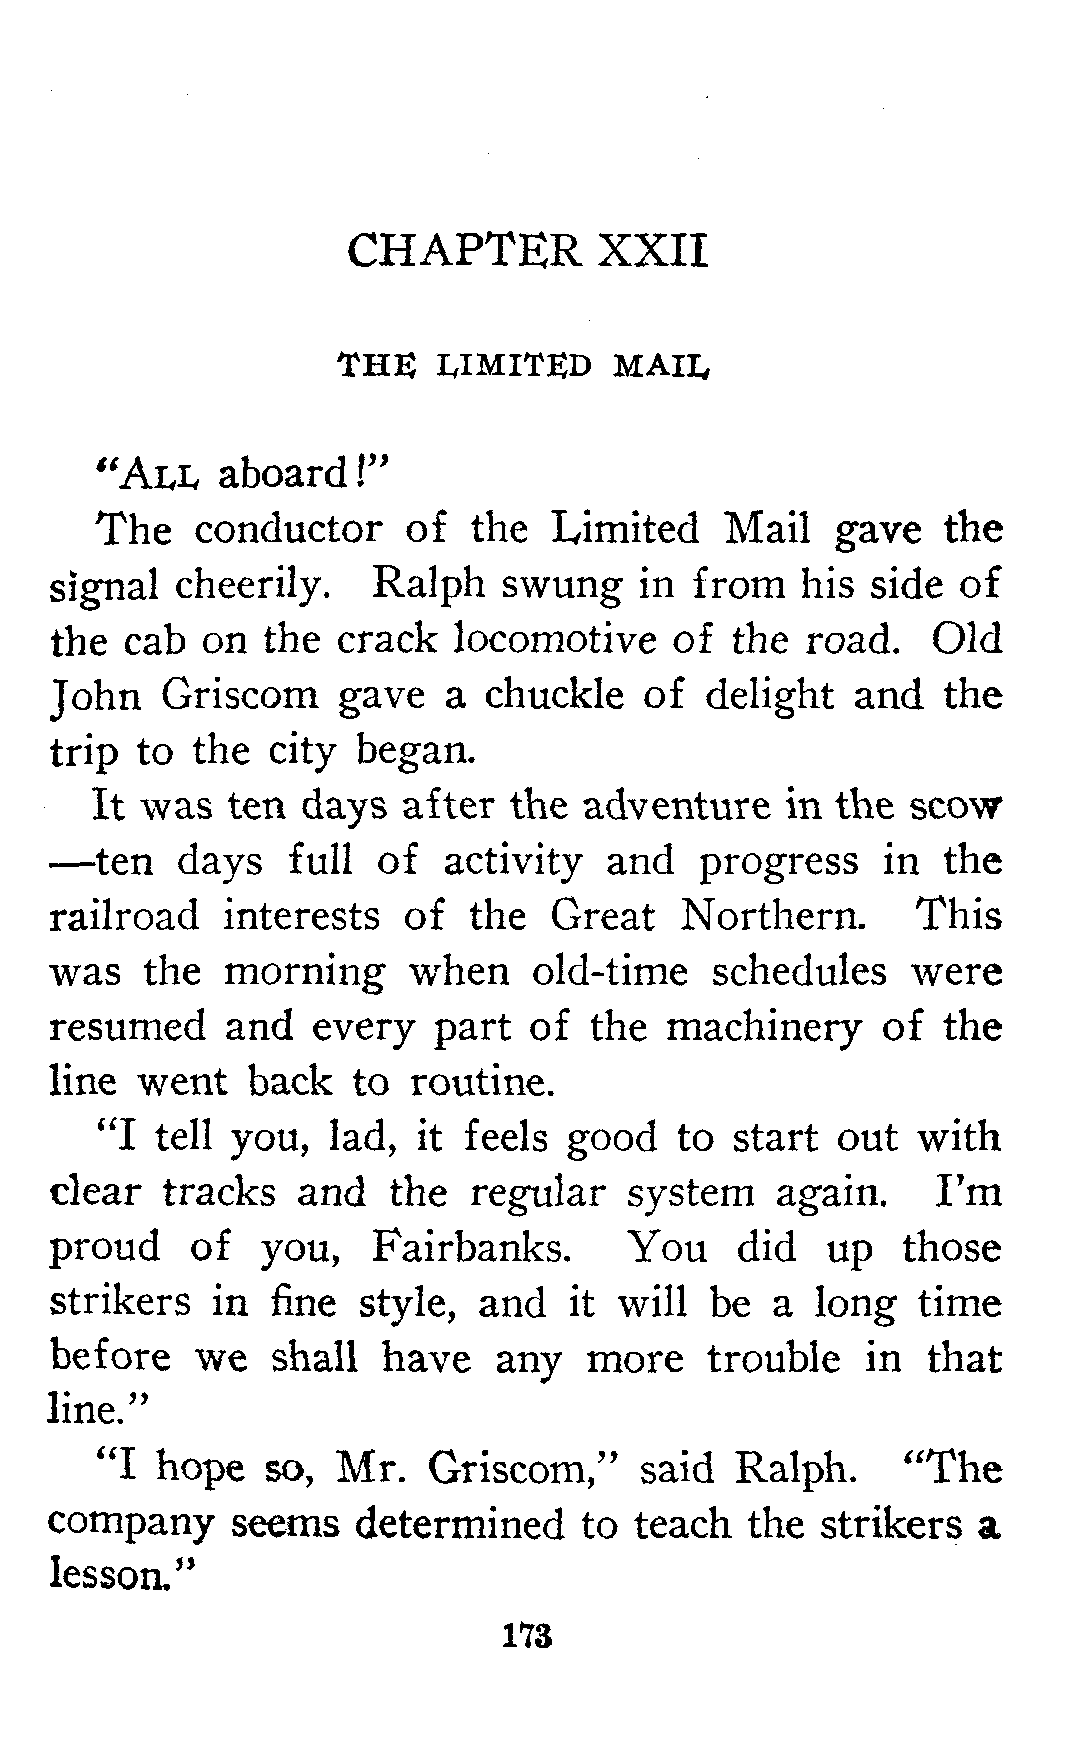 CHAPTER XXII
THE LIMITED MAIL
“ALL aboard!”
The conductor of the Limited Mail gave the
signal cheerily. Ralph swung in from his side of
the cab on the crack locomotive of the road. Old
John Griscom gave a chuckle of delight and the
trip to the city began.
It was ten days after the adventure in the scow
—ten days full of activity and progress in the
railroad interests of the Great Northern. This
was the morning when old-time schedules were
resumed and every part of the machinery of the
line went back to routine.
“I tell you, lad, it feels good to start out with
clear tracks and the regular system again. I’m
proud of you, Fairbanks. You did up those
strikers in fine style, and it will be a long time
before we shall have any more trouble in that
line.”
“I hope so, Mr. Griscom,” said Ralph. “The
company seems determined to teach the strikers a
lesson.”
173